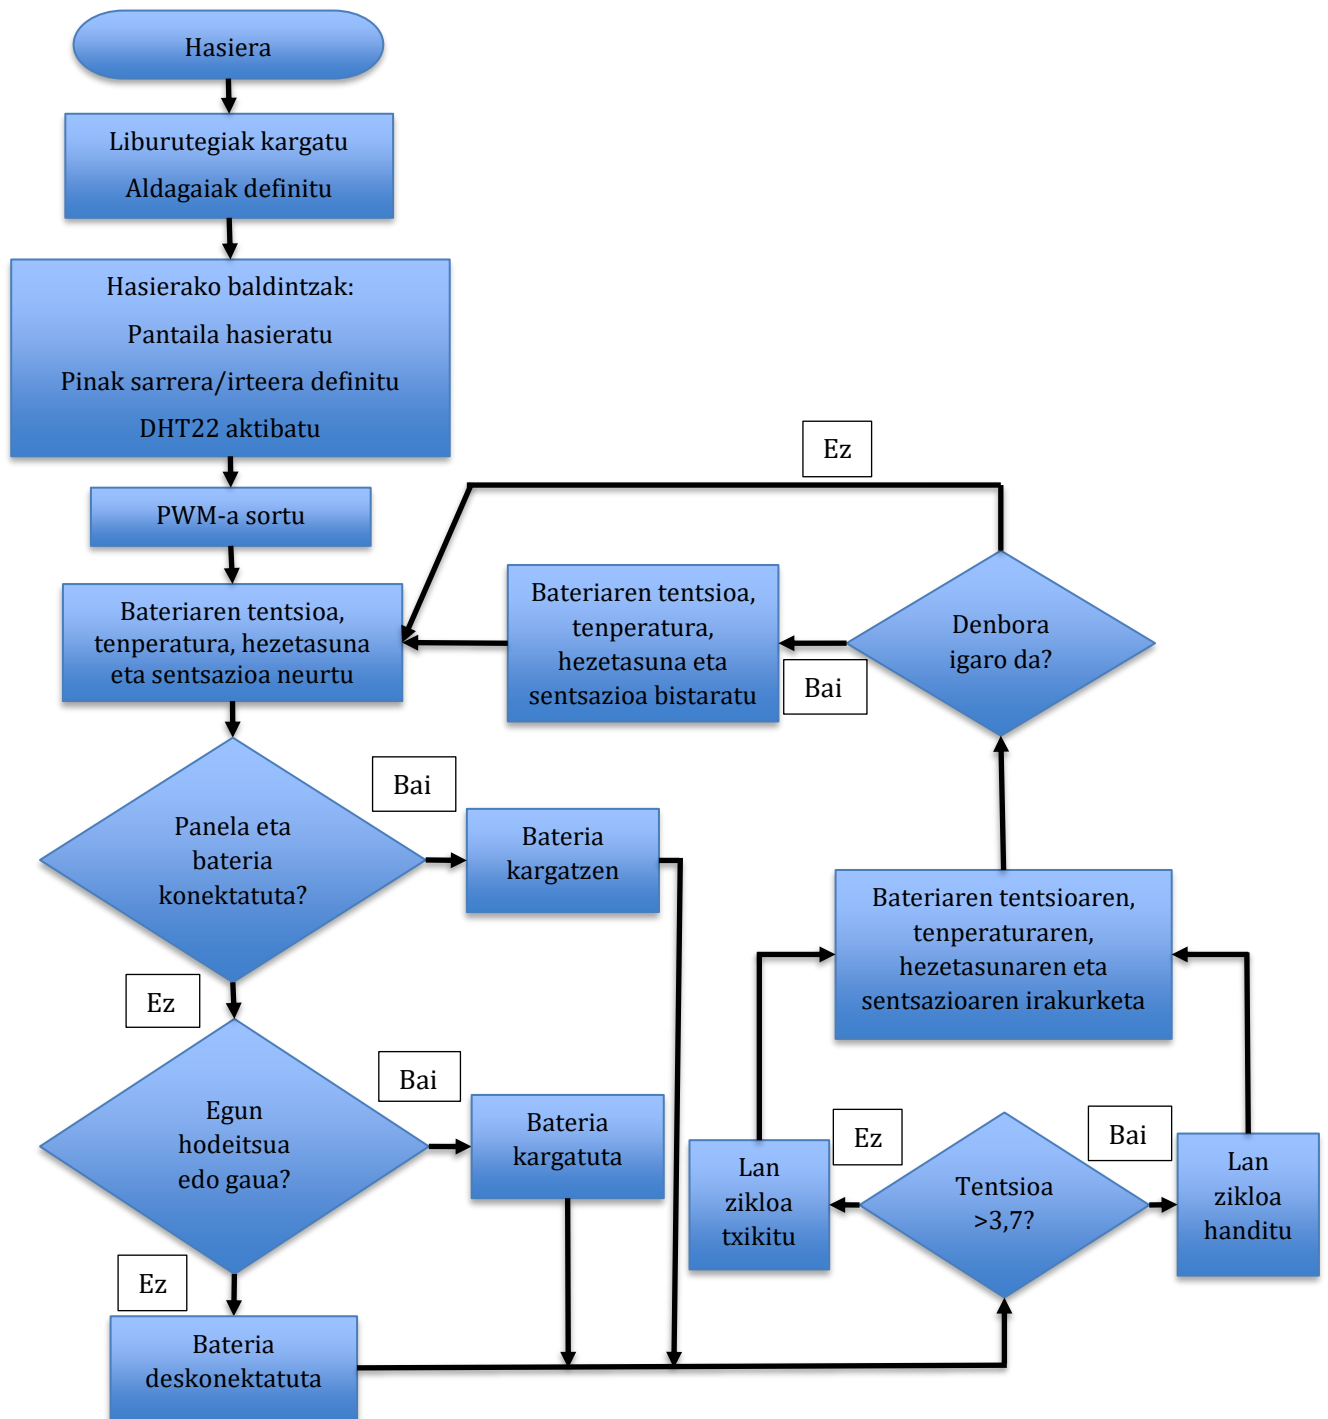 Hasiera
Liburutegiak kargatu
Aldagaiak definitu
Hasierako baldintzak:
Pantaila hasieratu
Pinak sarrera/irteera definitu
DHT22 aktibatu
PWM-a sortu
Bateriaren tentsioa,
tenperatura, hezetasuna
eta sentsazioa neurtu
Panela eta
bateria
konektatuta?
Bai
Bateria
kargatzen
Ez
Egun
hodeitsua
edo gaua?
Bai
Bateria
kargatuta
Ez
Bateria
deskonektatuta
Tentsioa
>3,7?
Ez
Lan
zikloa
txikitu
Bai
Lan
zikloa
handitu
Bateriaren tentsioaren,
tenperaturaren,
hezetasunaren eta
sentsazioaren irakurketa
Denbora
igaro da?
Ez
Bai
Bateriaren tentsioa,
tenperatura,
hezetasuna eta
sentsazioa bistaratu